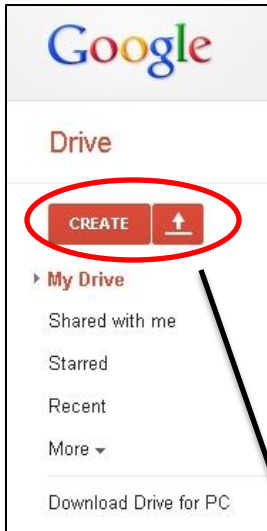 Google
Drive
CREATE
My Drive
Shared with me
Starred
Recent
More
Download Drive for PC